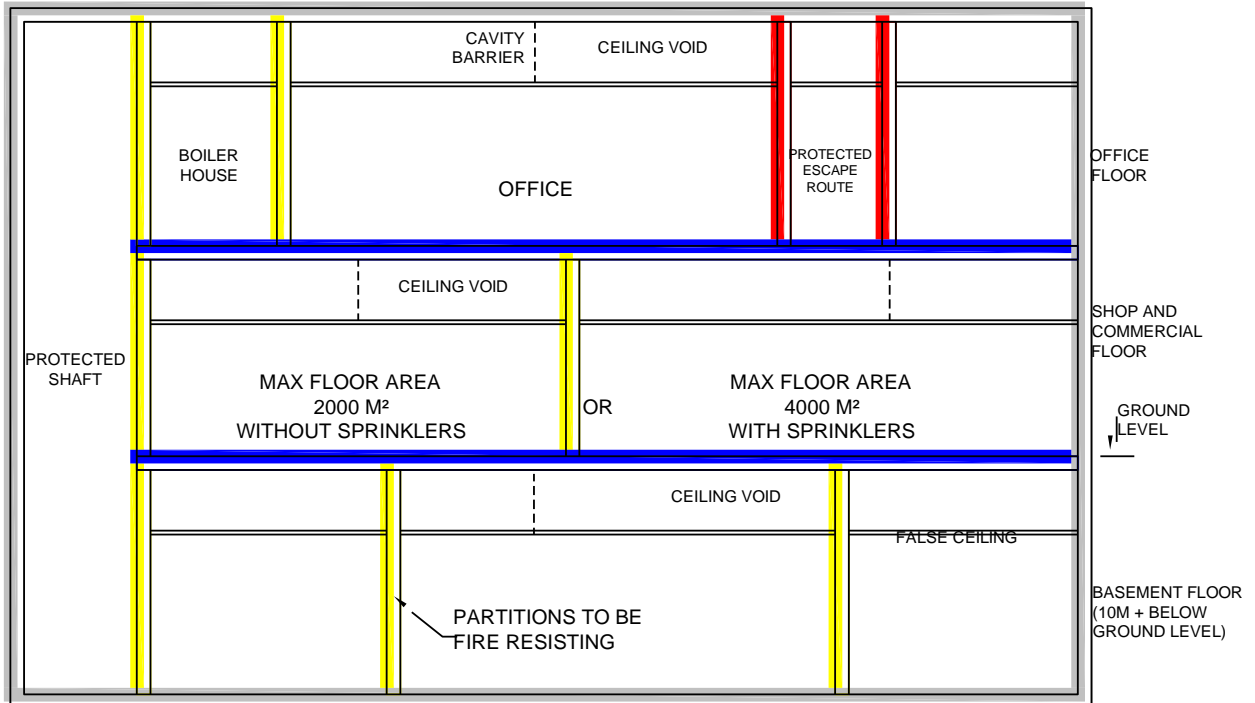 CAVITY
BARRIER
CEILING VOID
BOILER
HOUSE
OFFICE
PROTECTED
ESCAPE
ROUTE
OFFICE
FLOOR
CEILING VOID
SHOP AND
COMMERCIAL
FLOOR
PROTECTED
SHAFT
MAX FLOOR AREA
2000 M²
WITHOUT SPRINKLERS
OR
MAX FLOOR AREA
4000 M²
WITH SPRINKLERS
GROUND
LEVEL
CEILING VOID
FALSE CEILING
PARTITIONS TO BE
FIRE RESISTING
BASEMENT FLOOR
(10M + BELOW
GROUND LEVEL)